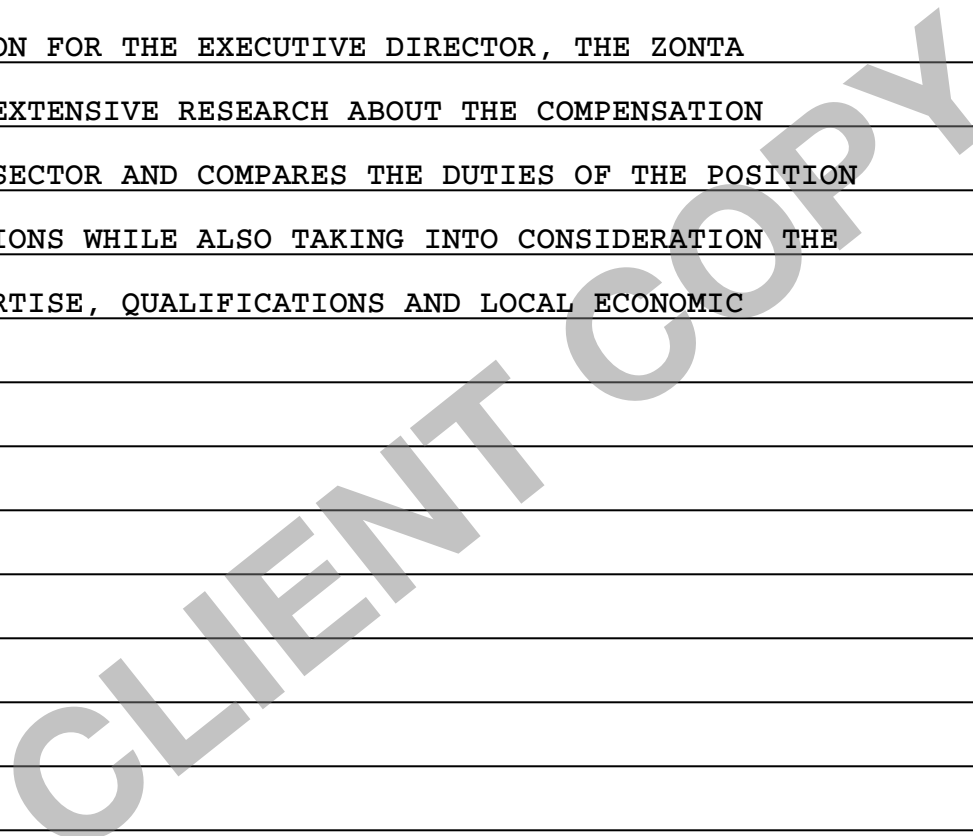 ON FOR THE EXECUTIVE DIRECTOR, THE ZONTA
EXTENSIVE RESEARCH ABOUT THE COMPENSATION
SECTOR AND COMPARES THE DUTIES OF THE POSITION
IONS WHILE ALSO TAKING INTO CONSIDERATION THE
RTISE, QUALIFICATIONS AND LOCAL ECONOMIC
CLIENT COPY